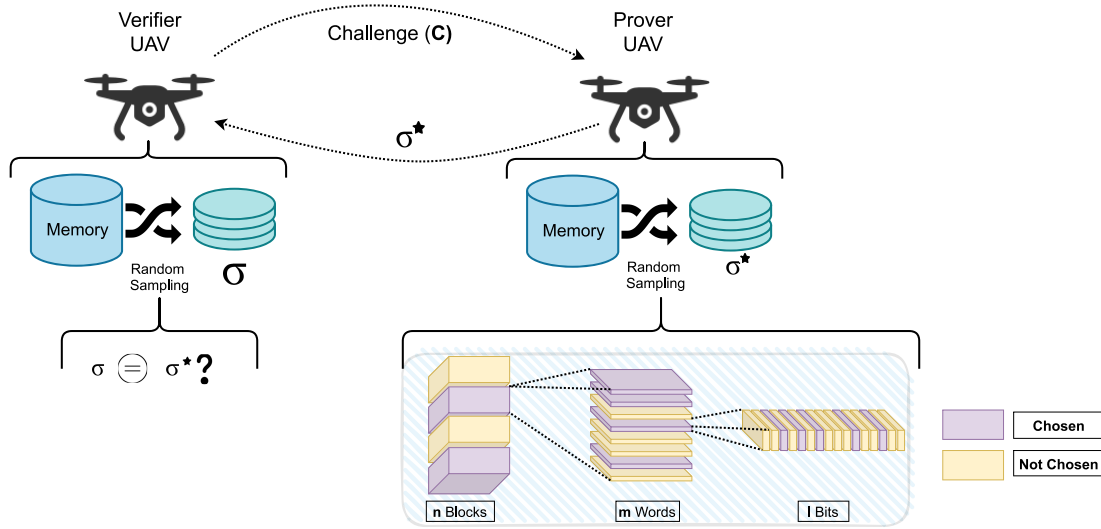 Verifier
UAV
Challenge (C)
Prover
UAV
σ★
Memory
σ
Random
Sampling
Memory
σ★
Random
Sampling
σ = σ★ ?
n Blocks
m Words
l Bits
Chosen
Not Chosen